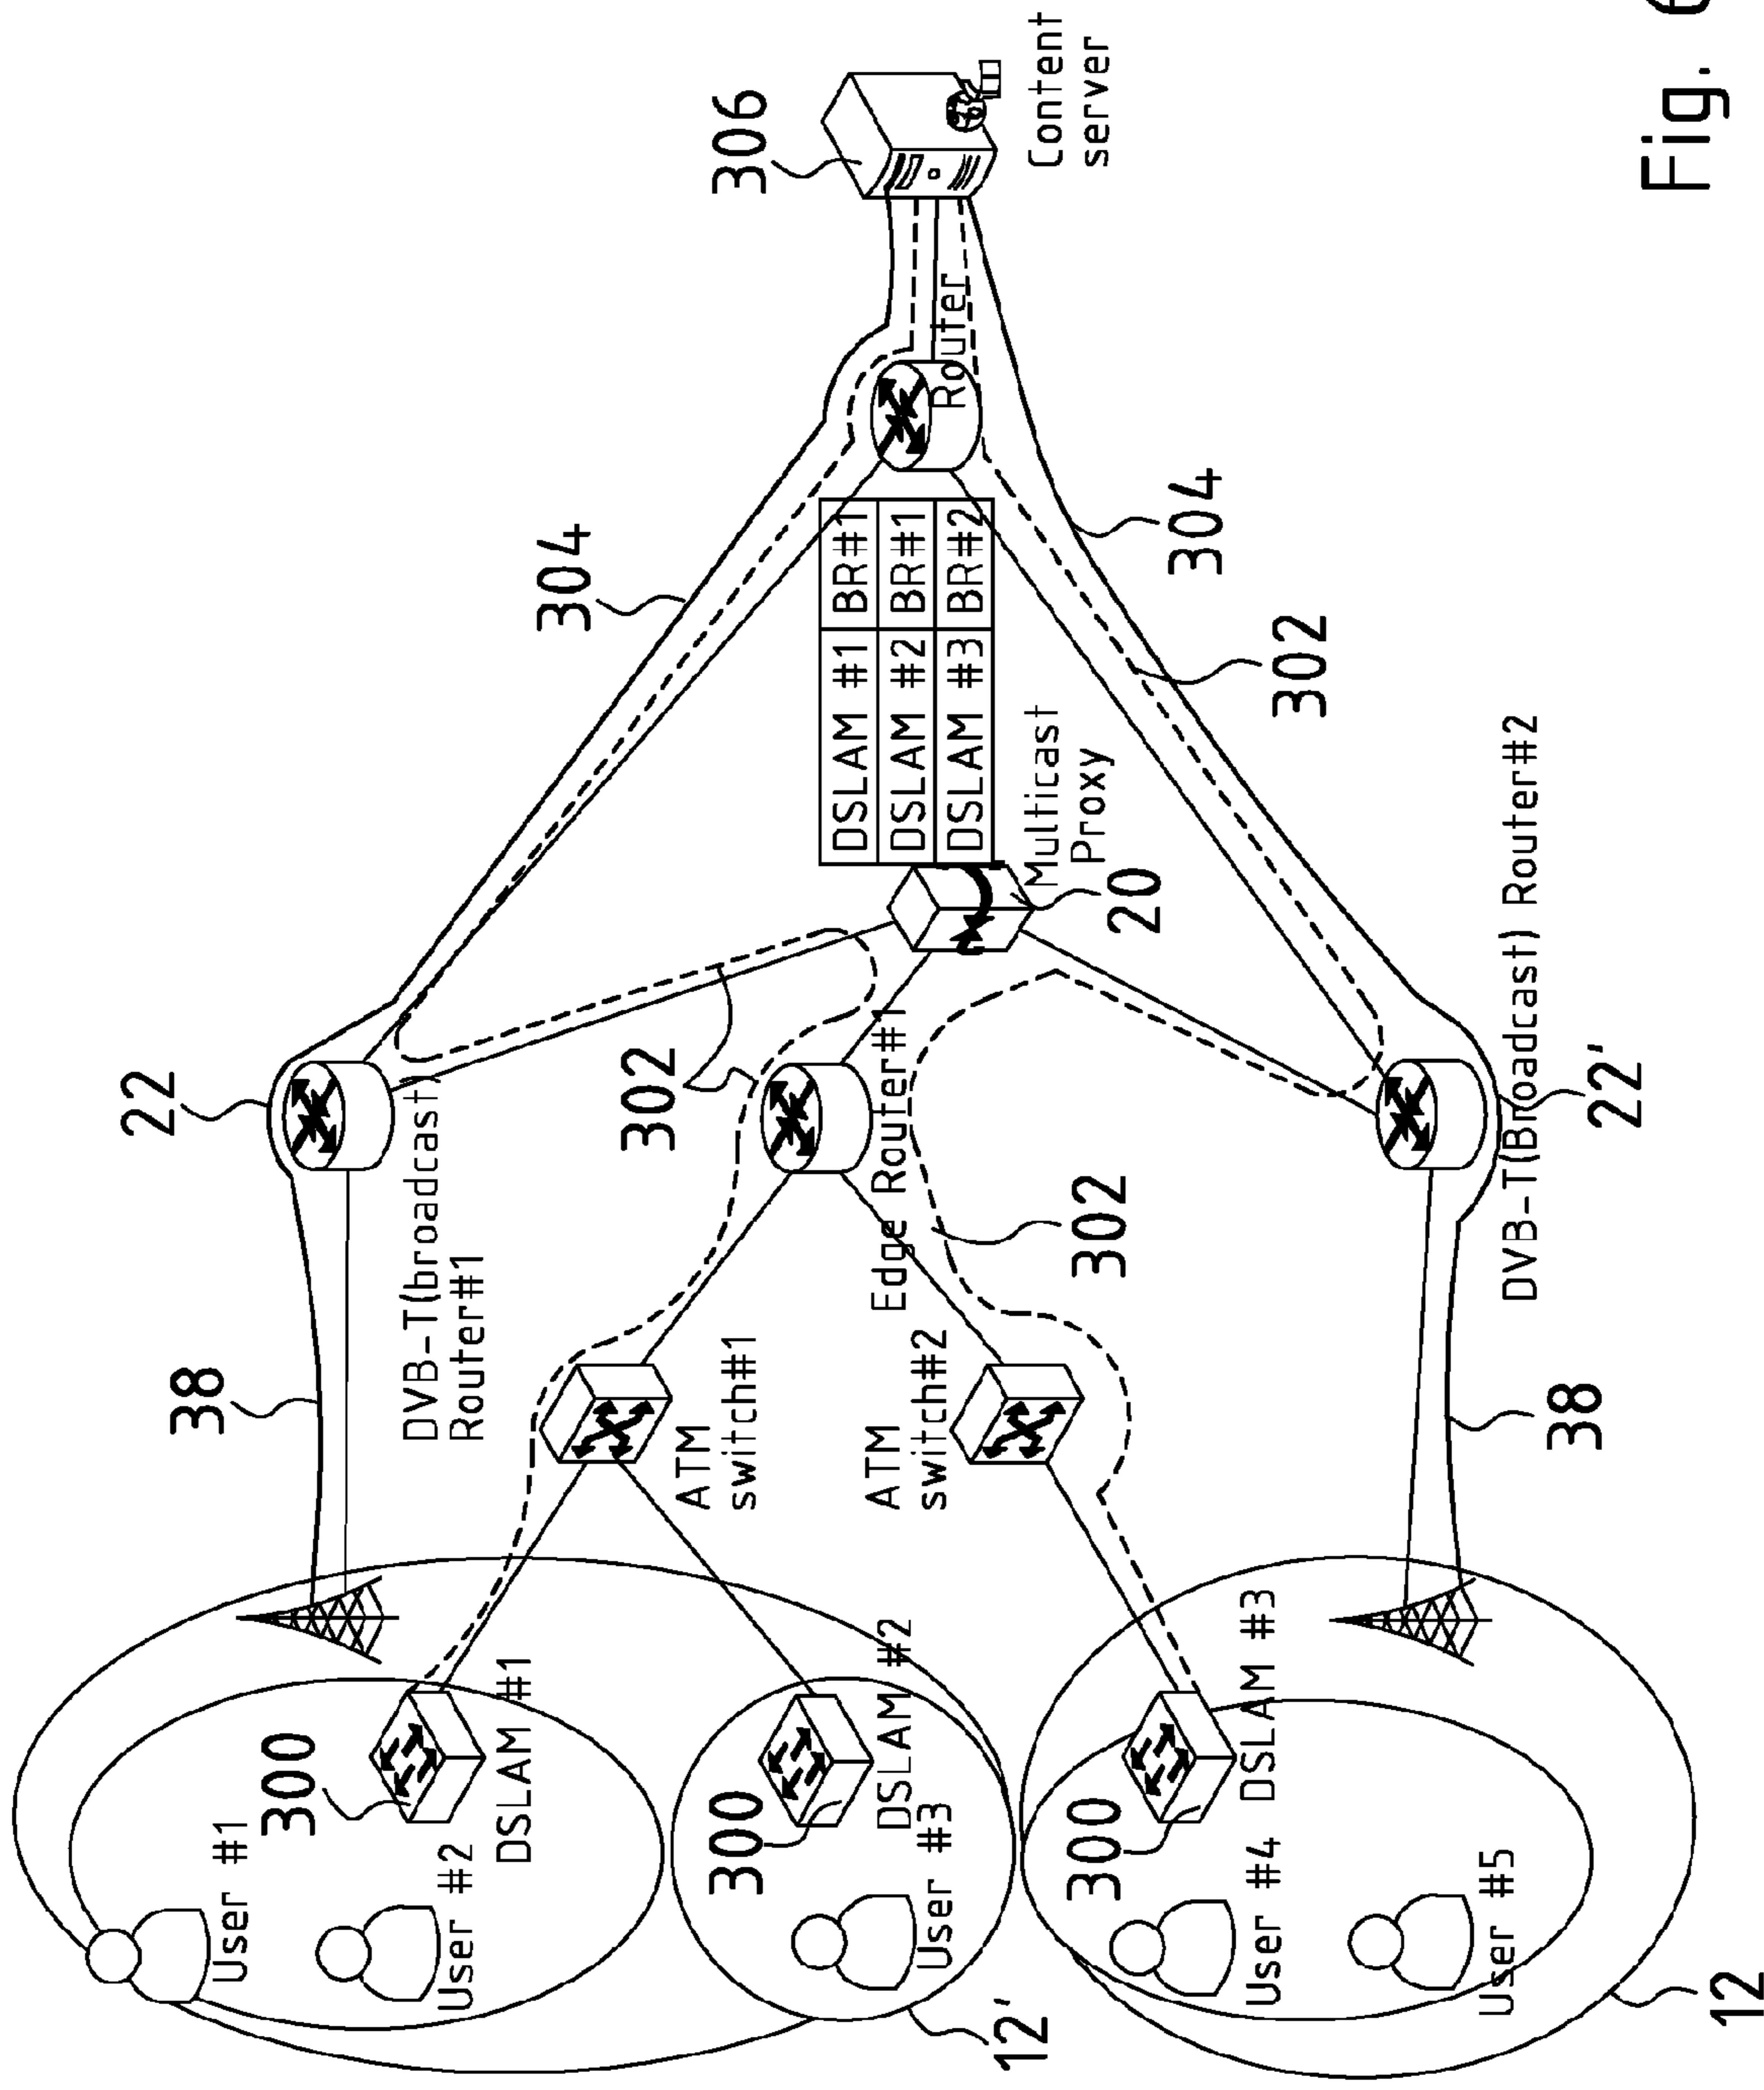 306
Content
server
Router
304
304
302
DSLAM #1 BR#1
DSLAM #2 BR#1
DSLAM #3 BR#2
Multicast
Proxy
20
22
302
22'
DVB-T(broadcast
Router#1
Edge Router#1
302
DVB-T(Broadcast) Router#2
38
ATM
switch#1
ATM
switch#2
38
300
DSLAM #1
300
DSLAM #2
300
DSLAM #3
User #1
User #2
User #3
User #4
User #5
12'
12
Fig.